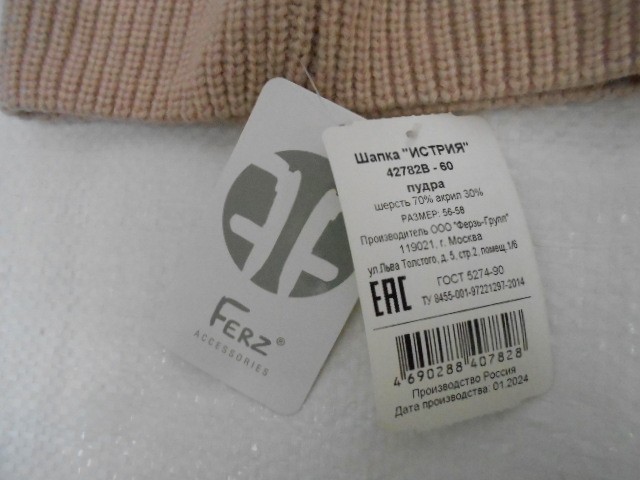 FERZ®
ACCESSORIES
Шапка "ИСТРИЯ"
42782В - 60
пудра
шерсть 70% акрил 30%
РАЗМЕР: 56-58
Производитель ООО "Ферзь-Групп"
119021, г. Москва
ул.Льва Толстого, д. 5, стр.2, помещ.1/6
ГОСТ 5274-90
EAC
ТУ 8455-001-97221297-2014
4 690288 407828
Производство Россия
Дата производства: 01.2024